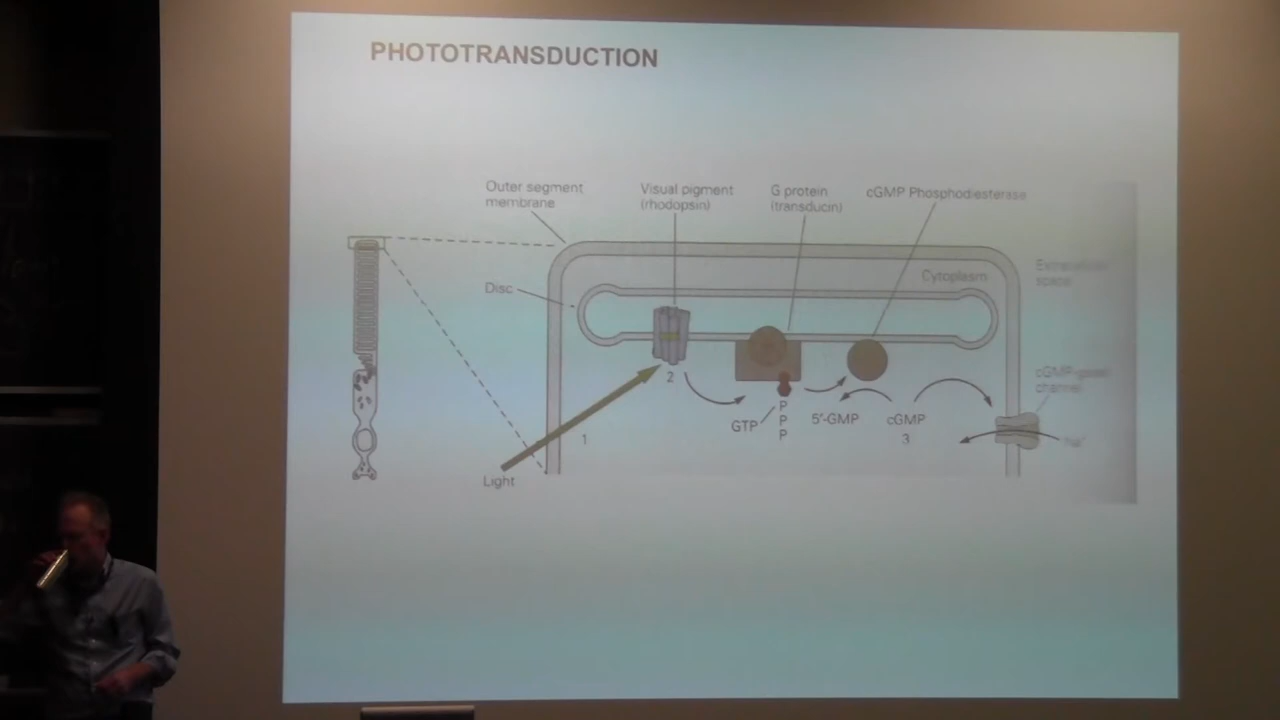 PHOTOTRANSDUCTION
Outer segment
membrane
Visual pigment
(rhodopsin)
G protein
(transducin)
cGMP Phosphodiesterase
Cytoplasm
Extracellular
space
Disc
2
cGMP-gated
channel
GTP
P
P
P
5'-GMP
cGMP
3
1
Light